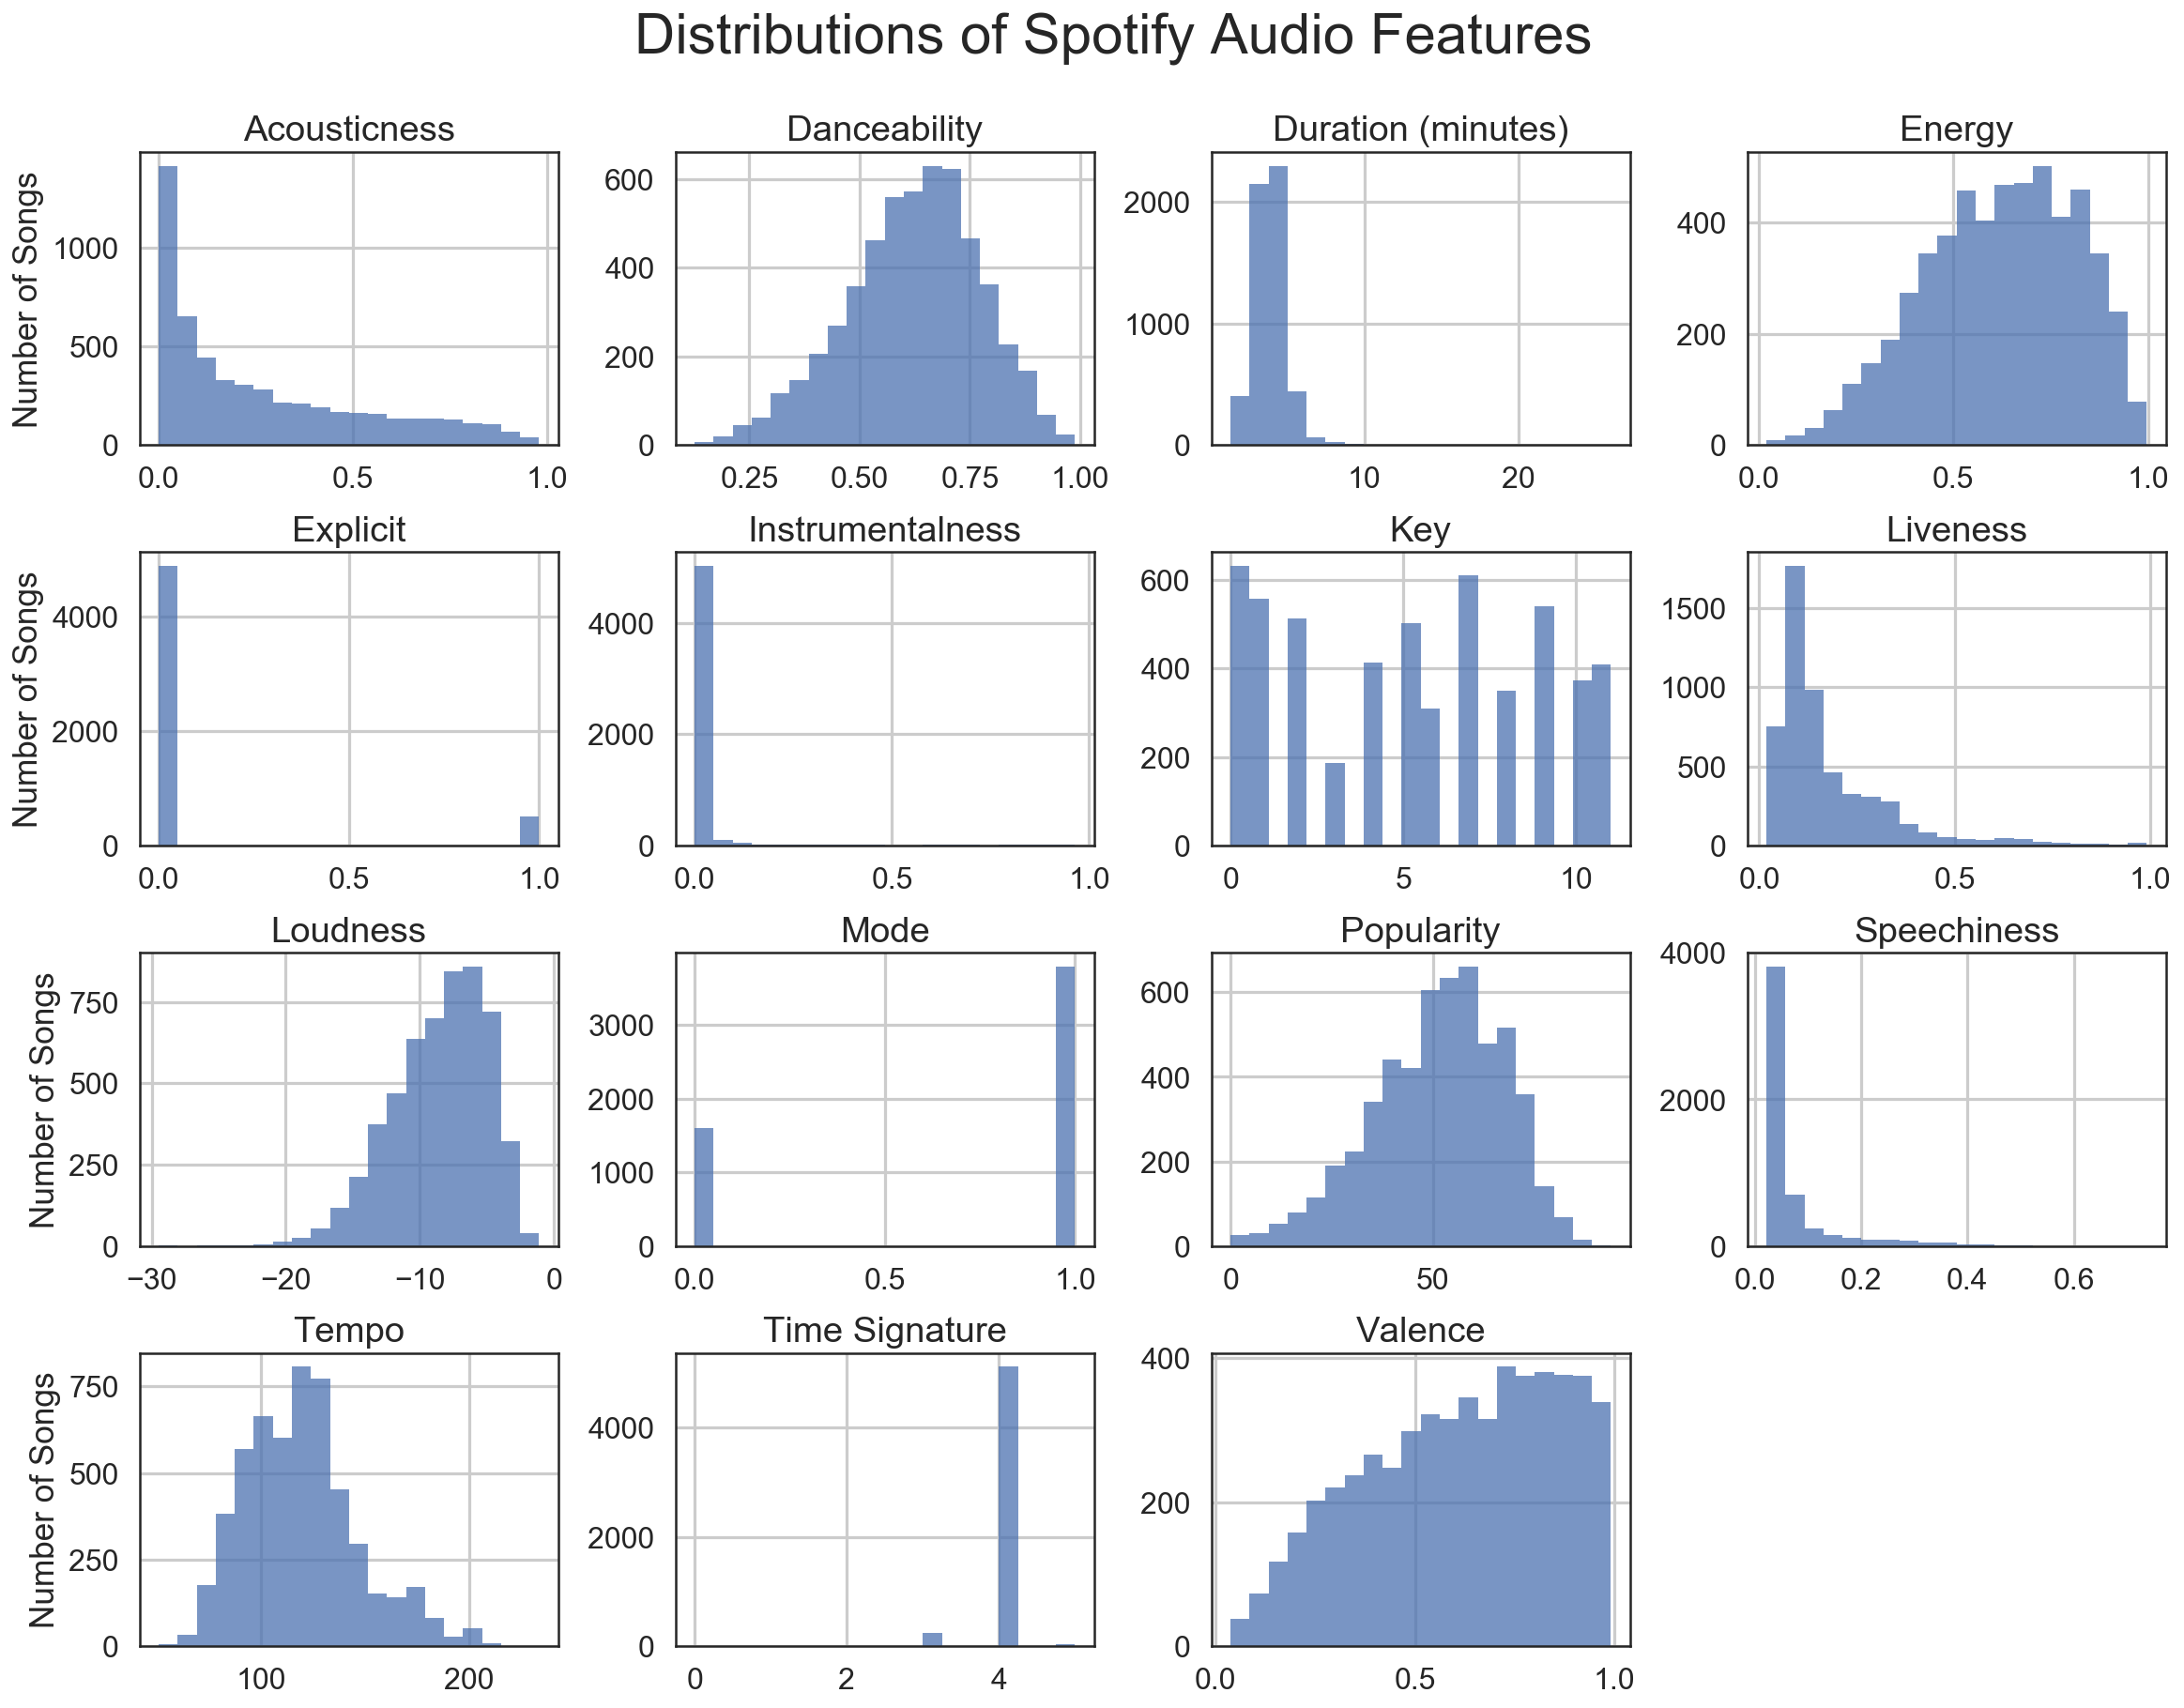 Distributions of Spotify Audio Features
Acousticness
Danceability
Duration (minutes)
Energy
Number of Songs
1000
500
0
0.0 0.5 1.0
600
400
200
0
0.25 0.50 0.75 1.00
2000
1000
0
10 20
400
200
0
0.0 0.5 1.0
Explicit
Instrumentalness
Key
Liveness
Number of Songs
4000
2000
0
0.0 0.5 1.0
4000
2000
0
0.0 0.5 1.0
600
400
200
0
0 5 10
1500
1000
500
0
0.0 0.5 1.0
Loudness
Mode
Popularity
Speechiness
Number of Songs
750
500
250
0
−30 −20 −10 0
3000
2000
1000
0
0.0 0.5 1.0
600
400
200
0
0 50
4000
2000
0
0.0 0.2 0.4 0.6
Tempo
Time Signature
Valence
Number of Songs
750
500
250
0
100 200
4000
2000
0
0 2 4
400
200
0
0.0 0.5 1.0